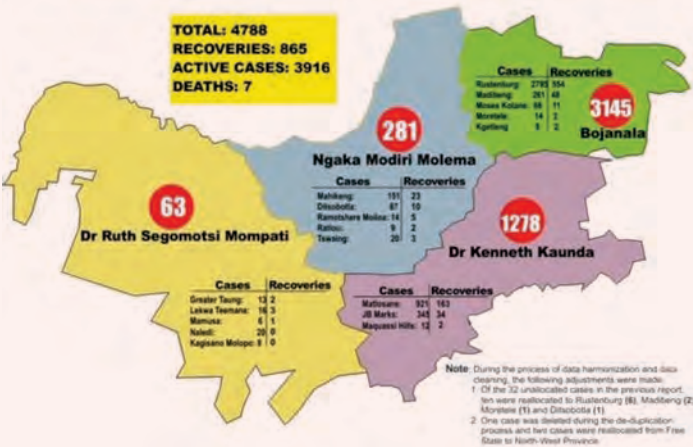 TOTAL: 4788
RECOVERIES: 865
ACTIVE CASES: 3916
DEATHS: 7
Cases Recoveries
Rustenburg: 2795 554
Madibeng: 261 48
Moses Kotane: 11
Moretele: 14
Kgetleng 2
3145
Bojanala
281
Ngaka Modiri Molema
Cases Recoveries
Mahikeng: 151 23
Ditsobotla: 87 10
Ramotshere Moiloa: 14 5
Ratlou: 9 2
Tswaing: 20 3
63
Dr Ruth Segomotsi Mompati
Cases Recoveries
Greater Taung: 13 2
Lekwa Teemane: 16 3
Mamusa: 6 1
Naledi: 20 0
Kagisano Molopo: 8 0
1278
Dr Kenneth Kaunda
Cases Recoveries
Matlosana: 921 163
JB Marks: 345 34
Maquassi Hills: 12 2
Note: During the process of data harmonization and data
cleaning, the following adjustments were made:
1 Of the 32 unallocated cases in the previous report,
ten were reallocated to Rustenburg (6), Madibeng (2)
Moretele (1) and Ditsobotla (1)
2 One case was deleted during the de-duplication
process and two cases were reallocated from Free
State to North-West Province.